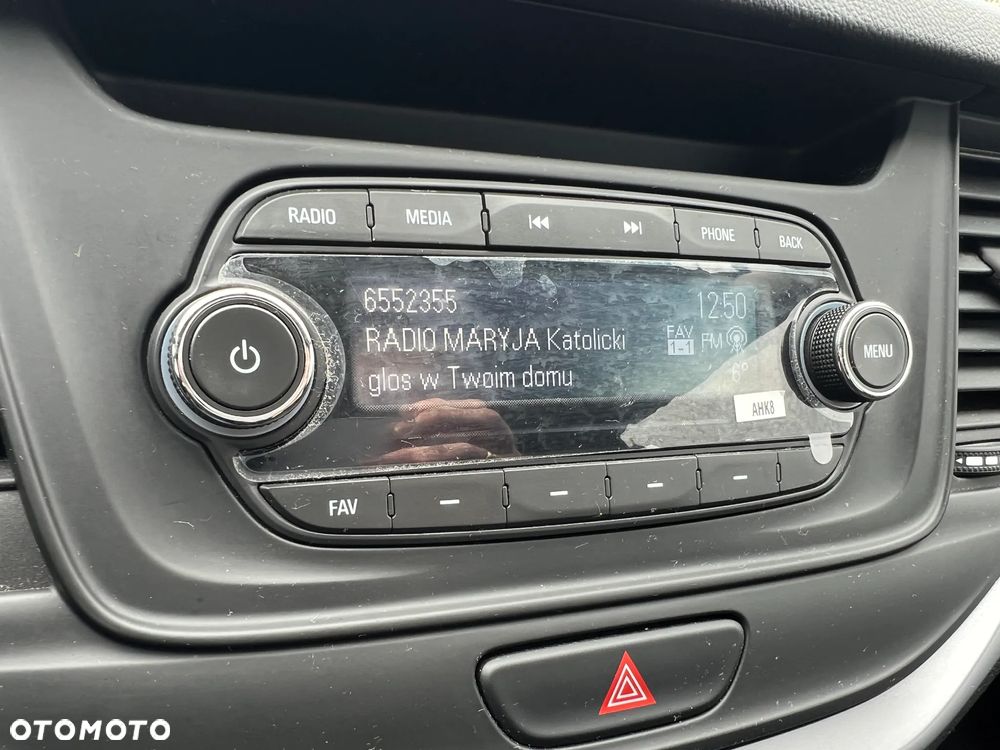 RADIO MEDIA PHONE BACK
6552355 12:50
RADIO MARYJA Katolicki FAV 1-1 FM
glos w Twoim domu 6°
MENU
AHK8
FAV
OTOMOTO